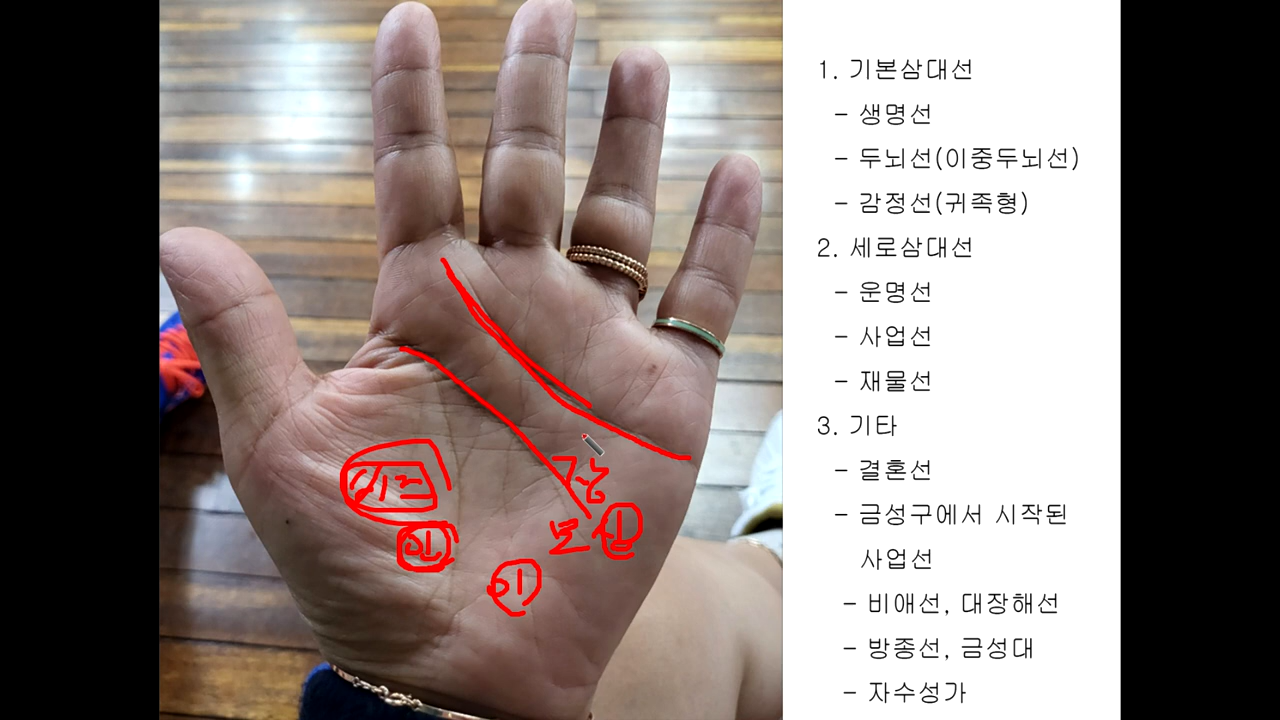 1. 기본삼대선
- 생명선
- 두뇌선(이중두뇌선)
- 감정선(귀족형)
2. 세로삼대선
- 운명선
- 사업선
- 재물선
3. 기타
- 결혼선
- 금성구에서 시작된
사업선
- 비애선, 대장해선
- 방종선, 금성대
- 자수성가